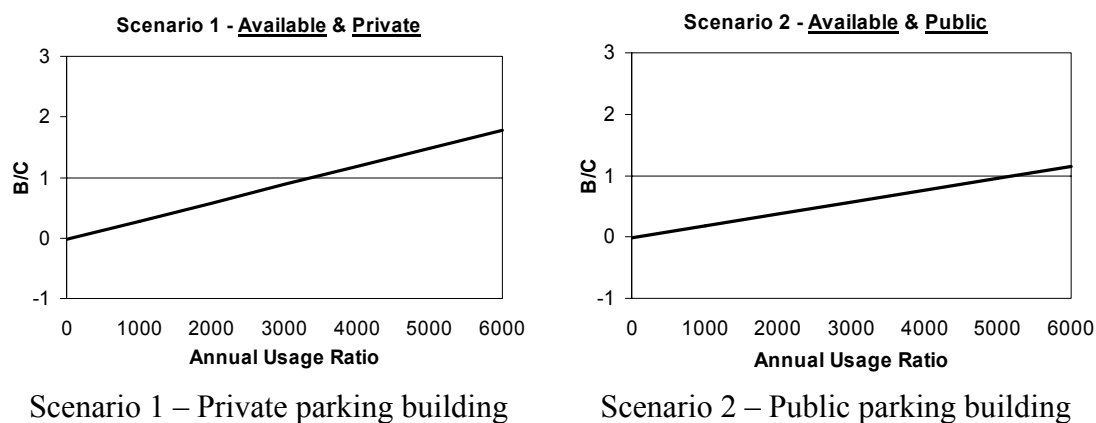 Scenario 1 - Available & Private
3
2
1
0
-1
B/C
0 1000 2000 3000 4000 5000 6000
Annual Usage Ratio
Scenario 1 – Private parking building
Scenario 2 - Available & Public
3
2
1
0
-1
B/C
0 1000 2000 3000 4000 5000 6000
Annual Usage Ratio
Scenario 2 – Public parking building